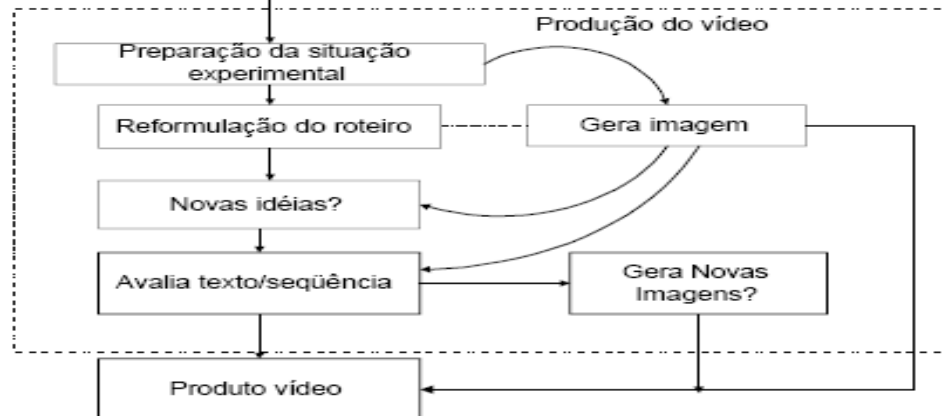 Produção do vídeo
Preparação da situação
experimental
Reformulação do roteiro
Gera imagem
Novas idéias?
Avalia texto/seqüência
Gera Novas
Imagens?
Produto vídeo